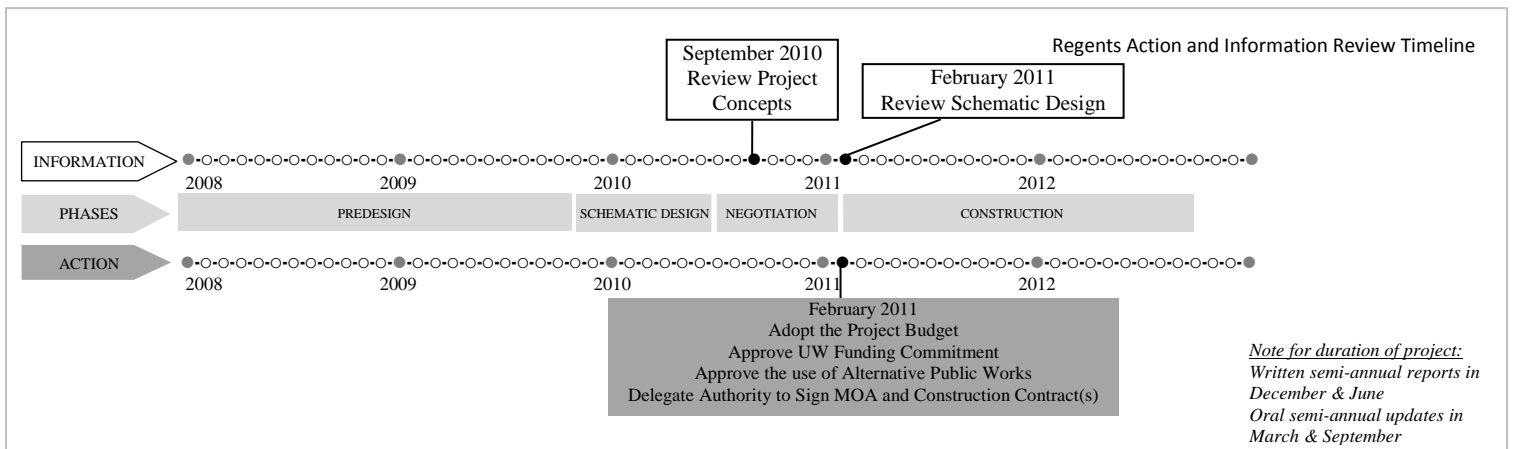 Regents Action and Information Review Timeline
September 2010
Review Project
Concepts
February 2011
Review Schematic Design
INFORMATION
2008 2009 2010 2011 2012
PHASES PREDESIGN SCHEMATIC DESIGN NEGOTIATION CONSTRUCTION
ACTION
2008 2009 2010 2011 2012
February 2011
Adopt the Project Budget
Approve UW Funding Commitment
Approve the use of Alternative Public Works
Delegate Authority to Sign MOA and Construction Contract(s)
Note for duration of project:
Written semi-annual reports in
December & June
Oral semi-annual updates in
March & September